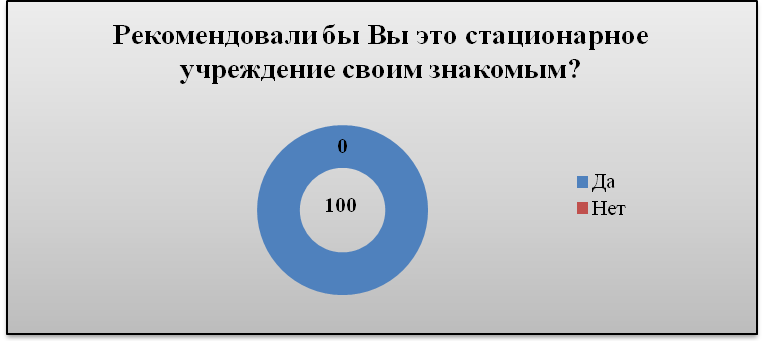 Рекомендовали бы Вы это стационарное
учреждение своим знакомым?
0
100
Да
Нет